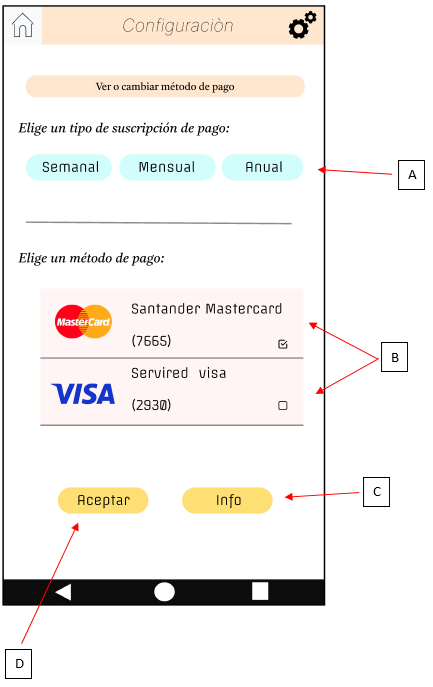 Configuraciòn
Ver o cambiar método de pago
Elige un tipo de suscripción de pago:
Semanal Mensual Anual
A
Elige un método de pago:
MasterCard
Santander Mastercard
(7665)
B
VISA
Servired visa
(2930)
C
Aceptar Info
D